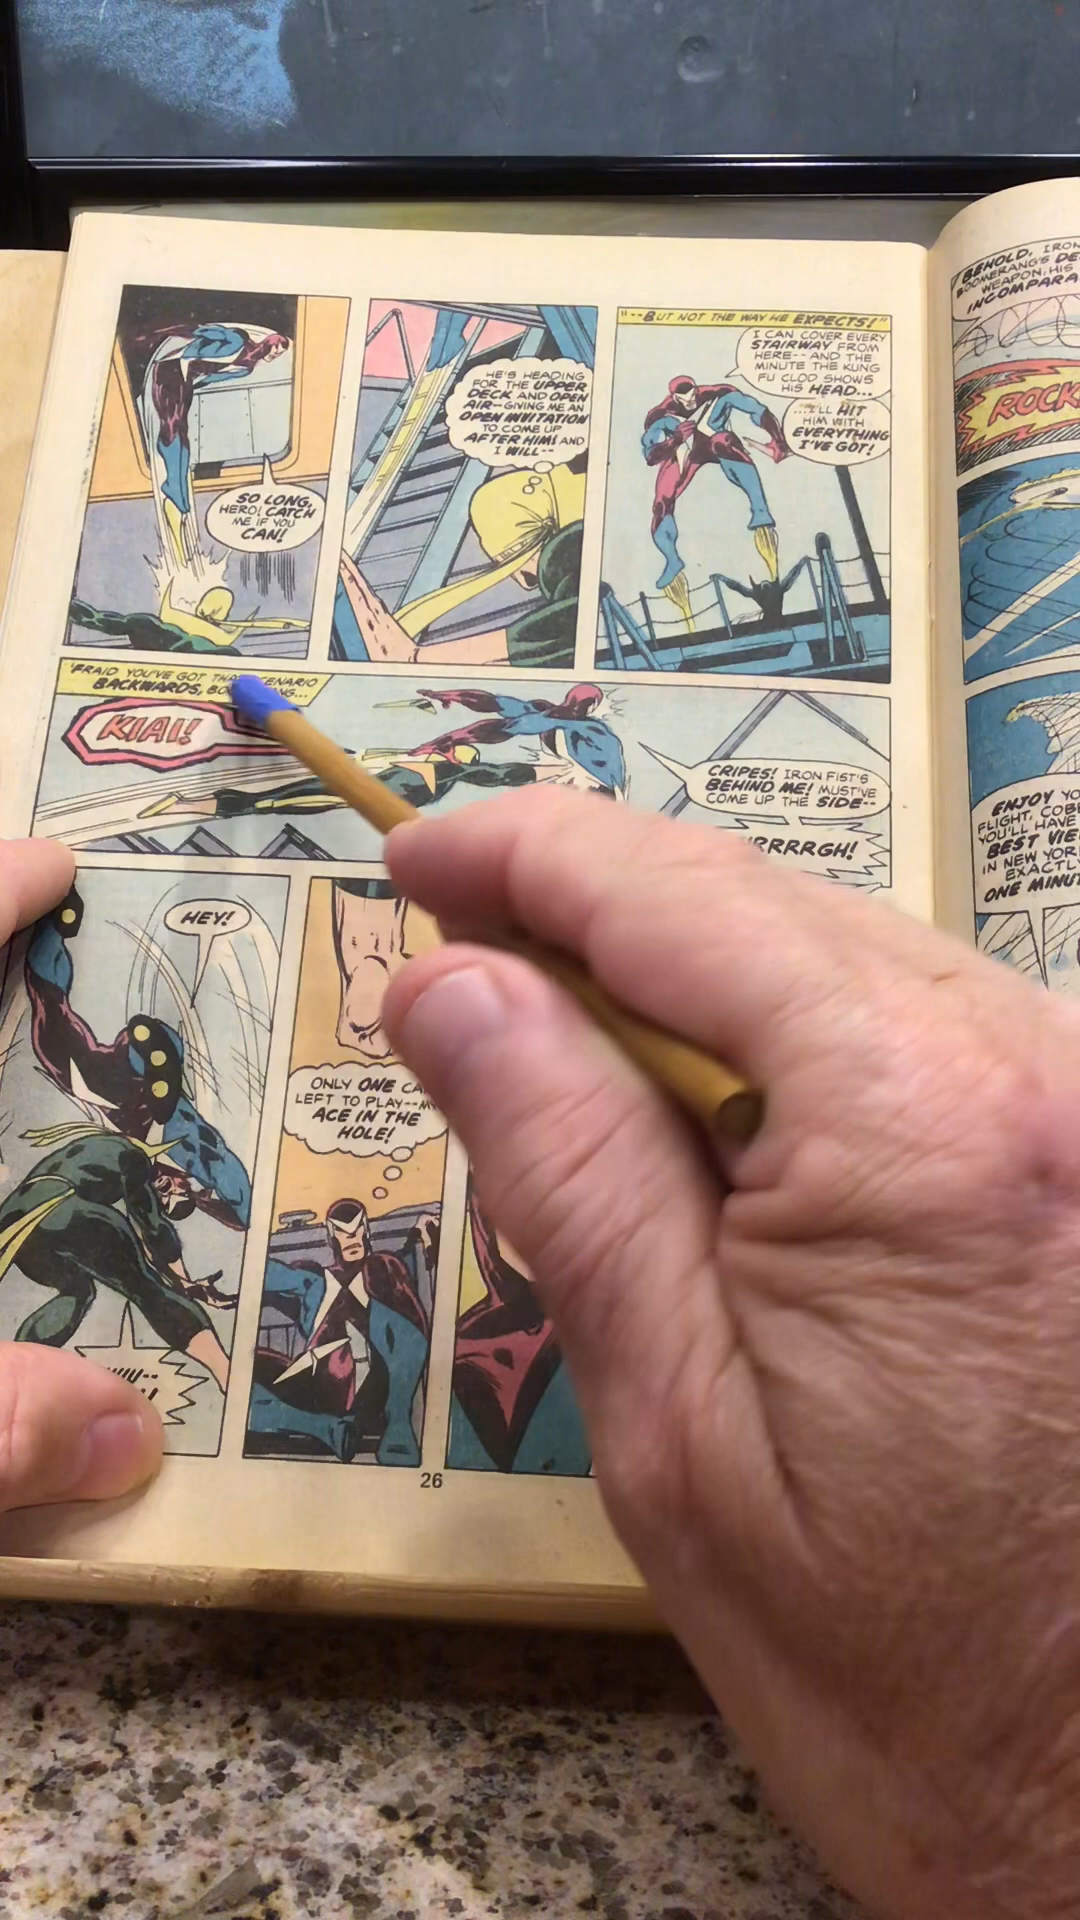 SO LONG,
HERO! CATCH
ME IF YOU
CAN!
HE'S HEADING
FOR THE UPPER
DECK AND OPEN
AIR--GIVING ME AN
OPEN INVITATION
TO COME UP
AFTER HIM! AND
I WILL--
"--BUT NOT THE WAY HE EXPECTS!"
I CAN COVER EVERY
STAIRWAY FROM
HERE--AND THE
MINUTE THE KUNG
FU CLOD SHOWS
HIS HEAD...
...I'LL HIT
HIM WITH
EVERYTHING
I'VE GOT!
'FRAID YOU'VE GOT
BACKWARDS,
KIAI!
CRIPES! IRON FIST'S
BEHIND ME! MUST'VE
COME UP THE SIDE--
HEY!
ONLY ONE
LEFT TO PLAY--
ACE IN THE
HOLE!
26
BEHOLD, IRON
BOOMERANG'S
WEAPON: HIS
ENJOY
FLIGHT,
YOU'LL HAVE
BEST
IN NEW
ONE